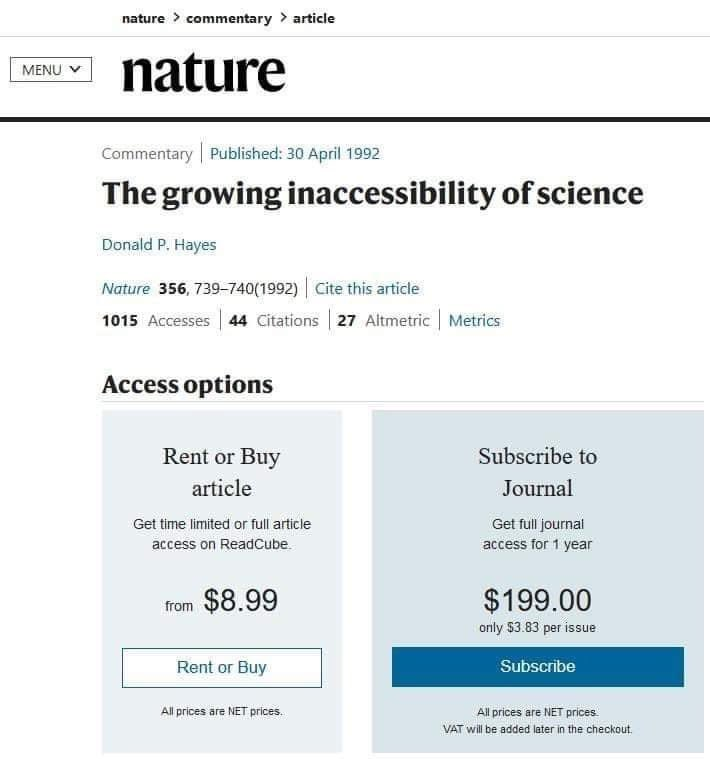 nature > commentary > article
MENU
nature
Commentary | Published: 30 April 1992
The growing inaccessibility of science
Donald P. Hayes
Nature 356, 739–740(1992) | Cite this article
1015 Accesses | 44 Citations | 27 Altmetric | Metrics
Access options
Rent or Buy
article
Get time limited or full article
access on ReadCube.
from $8.99
Rent or Buy
All prices are NET prices.
Subscribe to
Journal
Get full journal
access for 1 year
$199.00
only $3.83 per issue
Subscribe
All prices are NET prices.
VAT will be added later in the checkout.